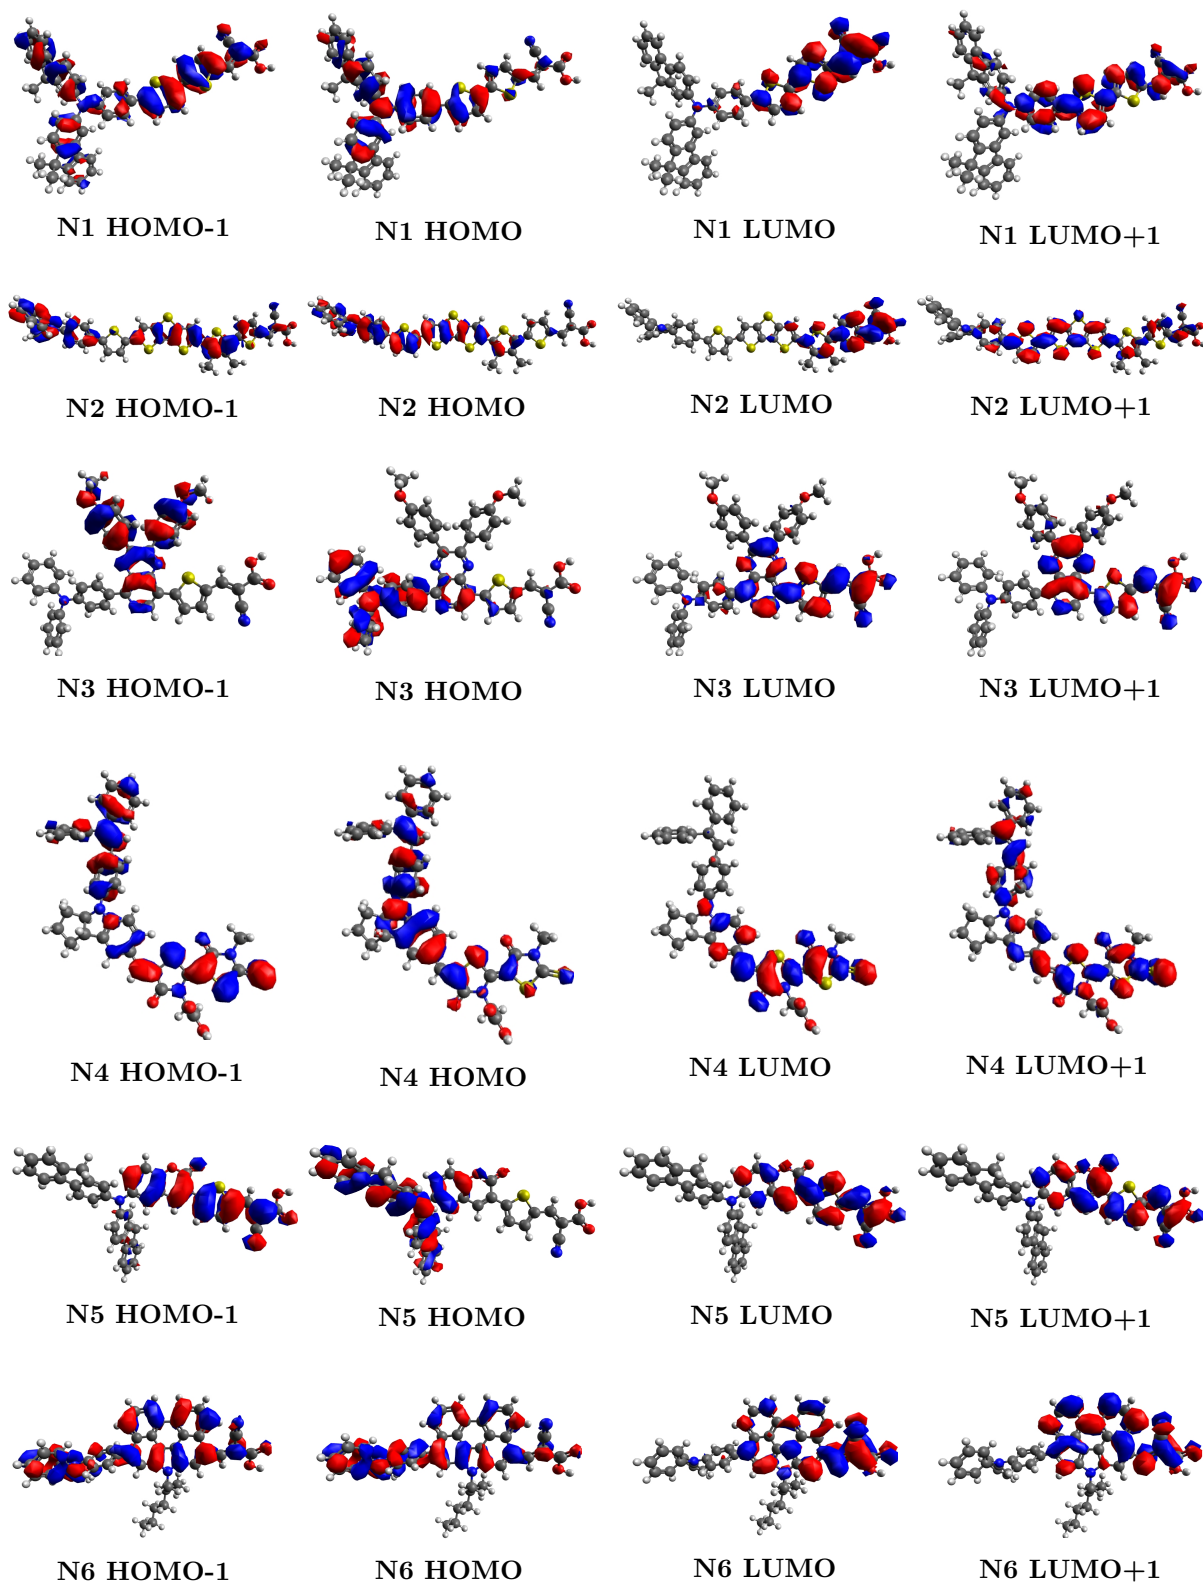 N1 HOMO-1
N1 HOMO
N1 LUMO
N1 LUMO+1
N2 HOMO-1
N2 HOMO
N2 LUMO
N2 LUMO+1
N3 HOMO-1
N3 HOMO
N3 LUMO
N3 LUMO+1
N4 HOMO-1
N4 HOMO
N4 LUMO
N4 LUMO+1
N5 HOMO-1
N5 HOMO
N5 LUMO
N5 LUMO+1
N6 HOMO-1
N6 HOMO
N6 LUMO
N6 LUMO+1